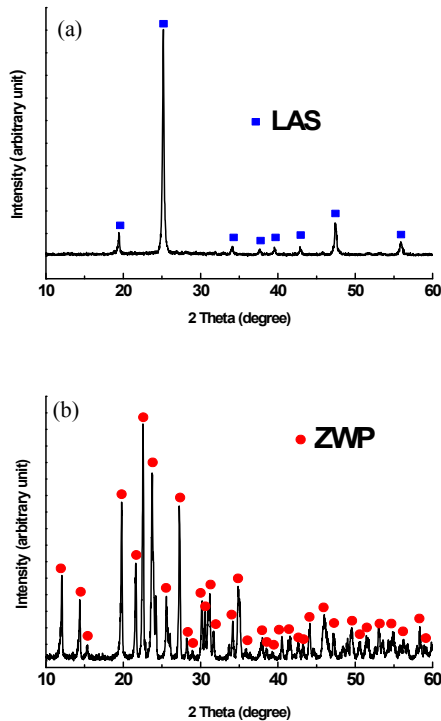 (a)
LAS
Intensity (arbitrary unit)
10 20 30 40 50 60
2 Theta (degree)
(b)
ZWP
Intensity (arbitrary unit)
10 20 30 40 50 60
2 Theta (degree)